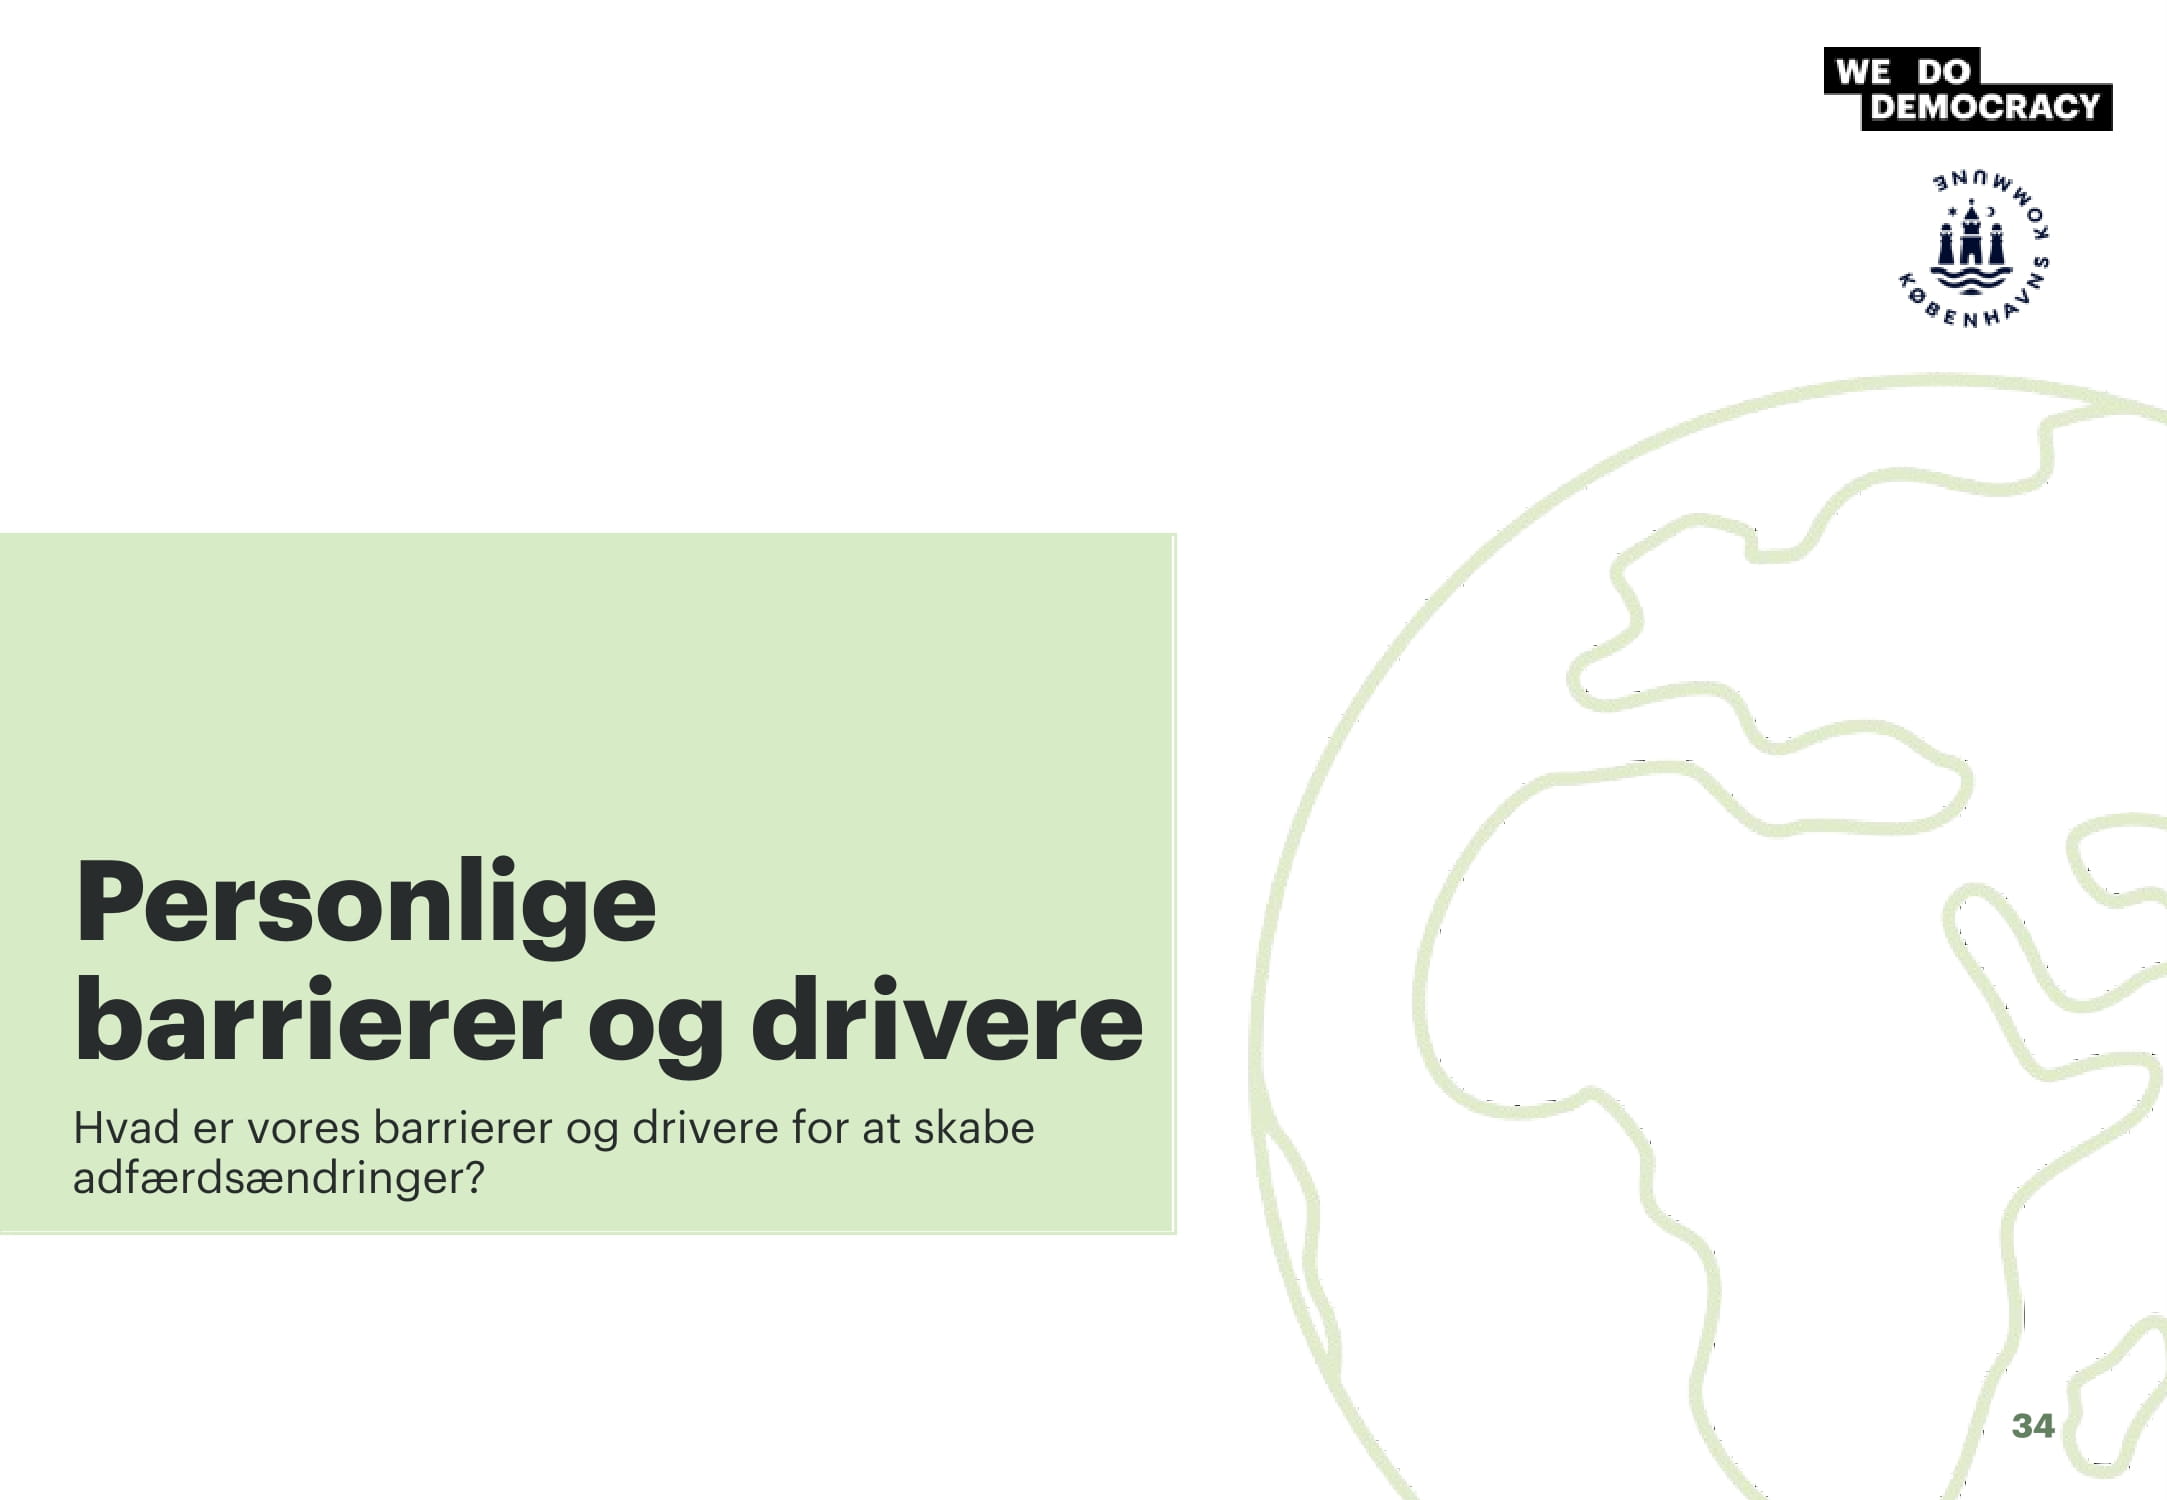 WE DO
DEMOCRACY
KØBENHAVNS KOMMUNE
Personlige
barrierer og drivere
Hvad er vores barrierer og drivere for at skabe
adfærdsændringer?
34